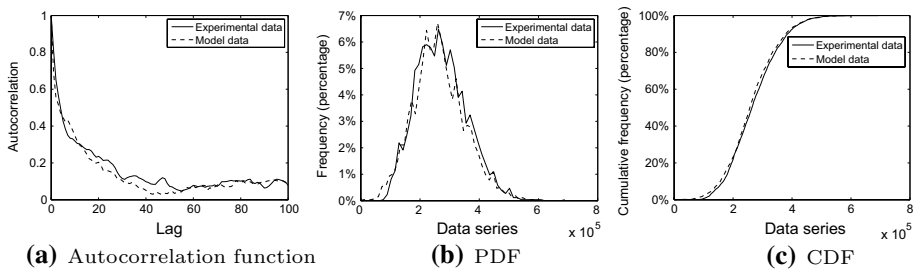 Autocorrelation
1
0.8
0.6
0.4
0.2
0
0 20 40 60 80 100
Lag
Experimental data
Model data
(a) Autocorrelation function
Frequency (percentage)
7%
6%
5%
4%
3%
2%
1%
0%
0 2 4 6 8
Data series
x 10^5
Experimental data
Model data
(b) PDF
Cumulative frequency (percentage)
100%
80%
60%
40%
20%
0%
0 2 4 6 8
Data series
x 10^5
Experimental data
Model data
(c) CDF